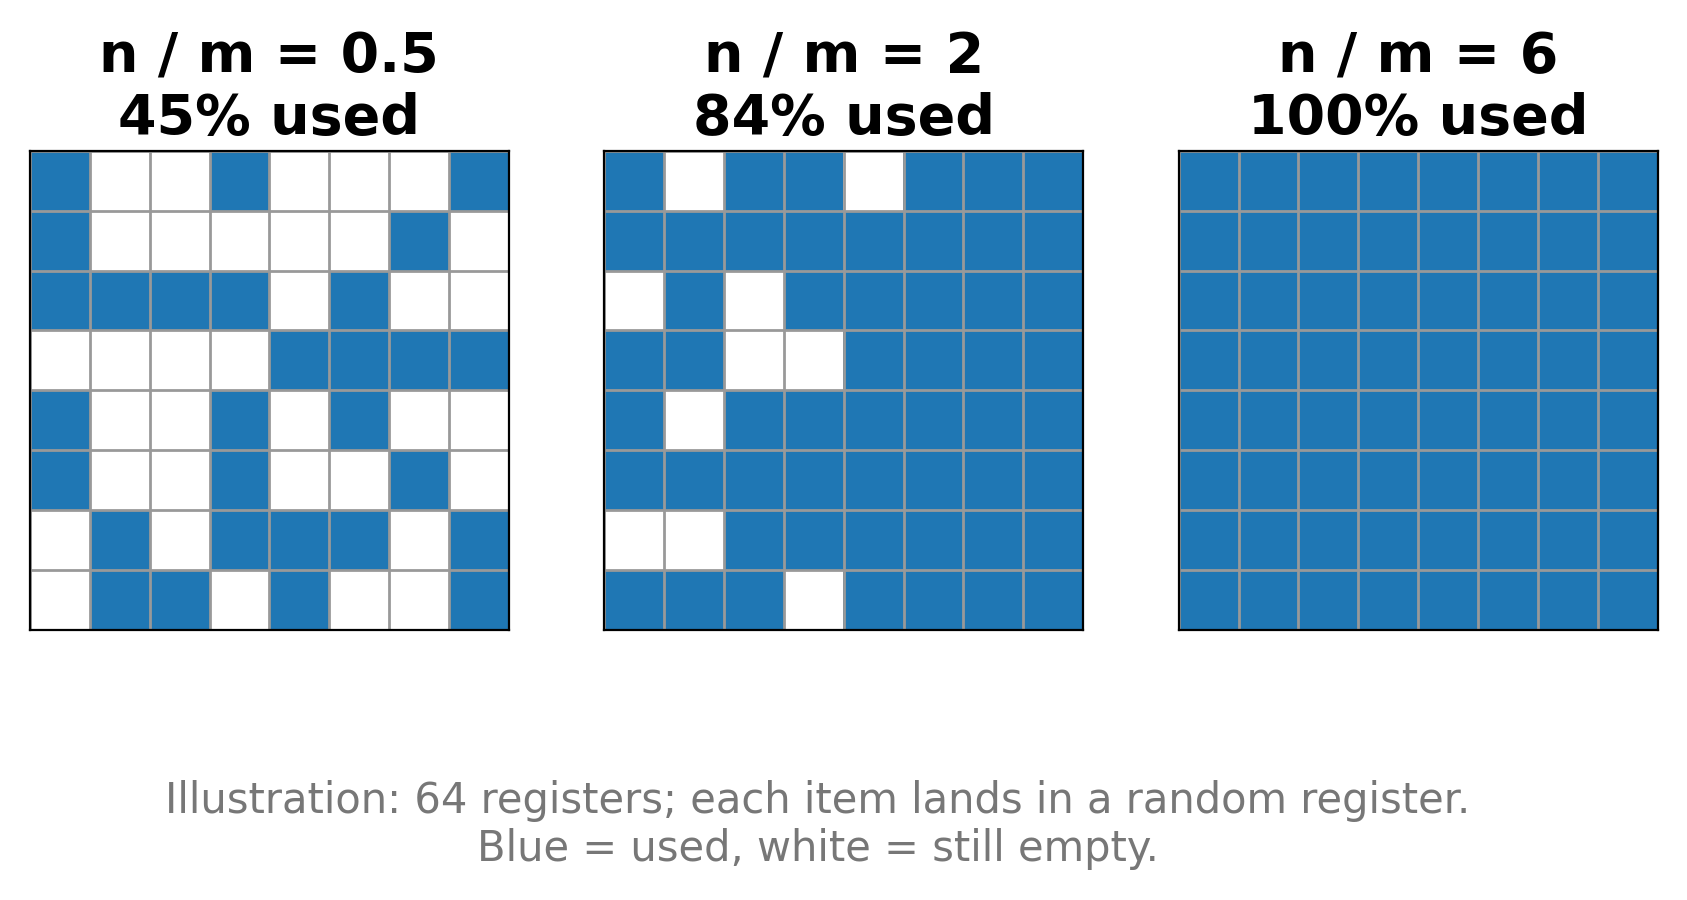 n / m = 0.5
45% used
n / m = 2
84% used
n / m = 6
100% used
Illustration: 64 registers; each item lands in a random register.
Blue = used, white = still empty.